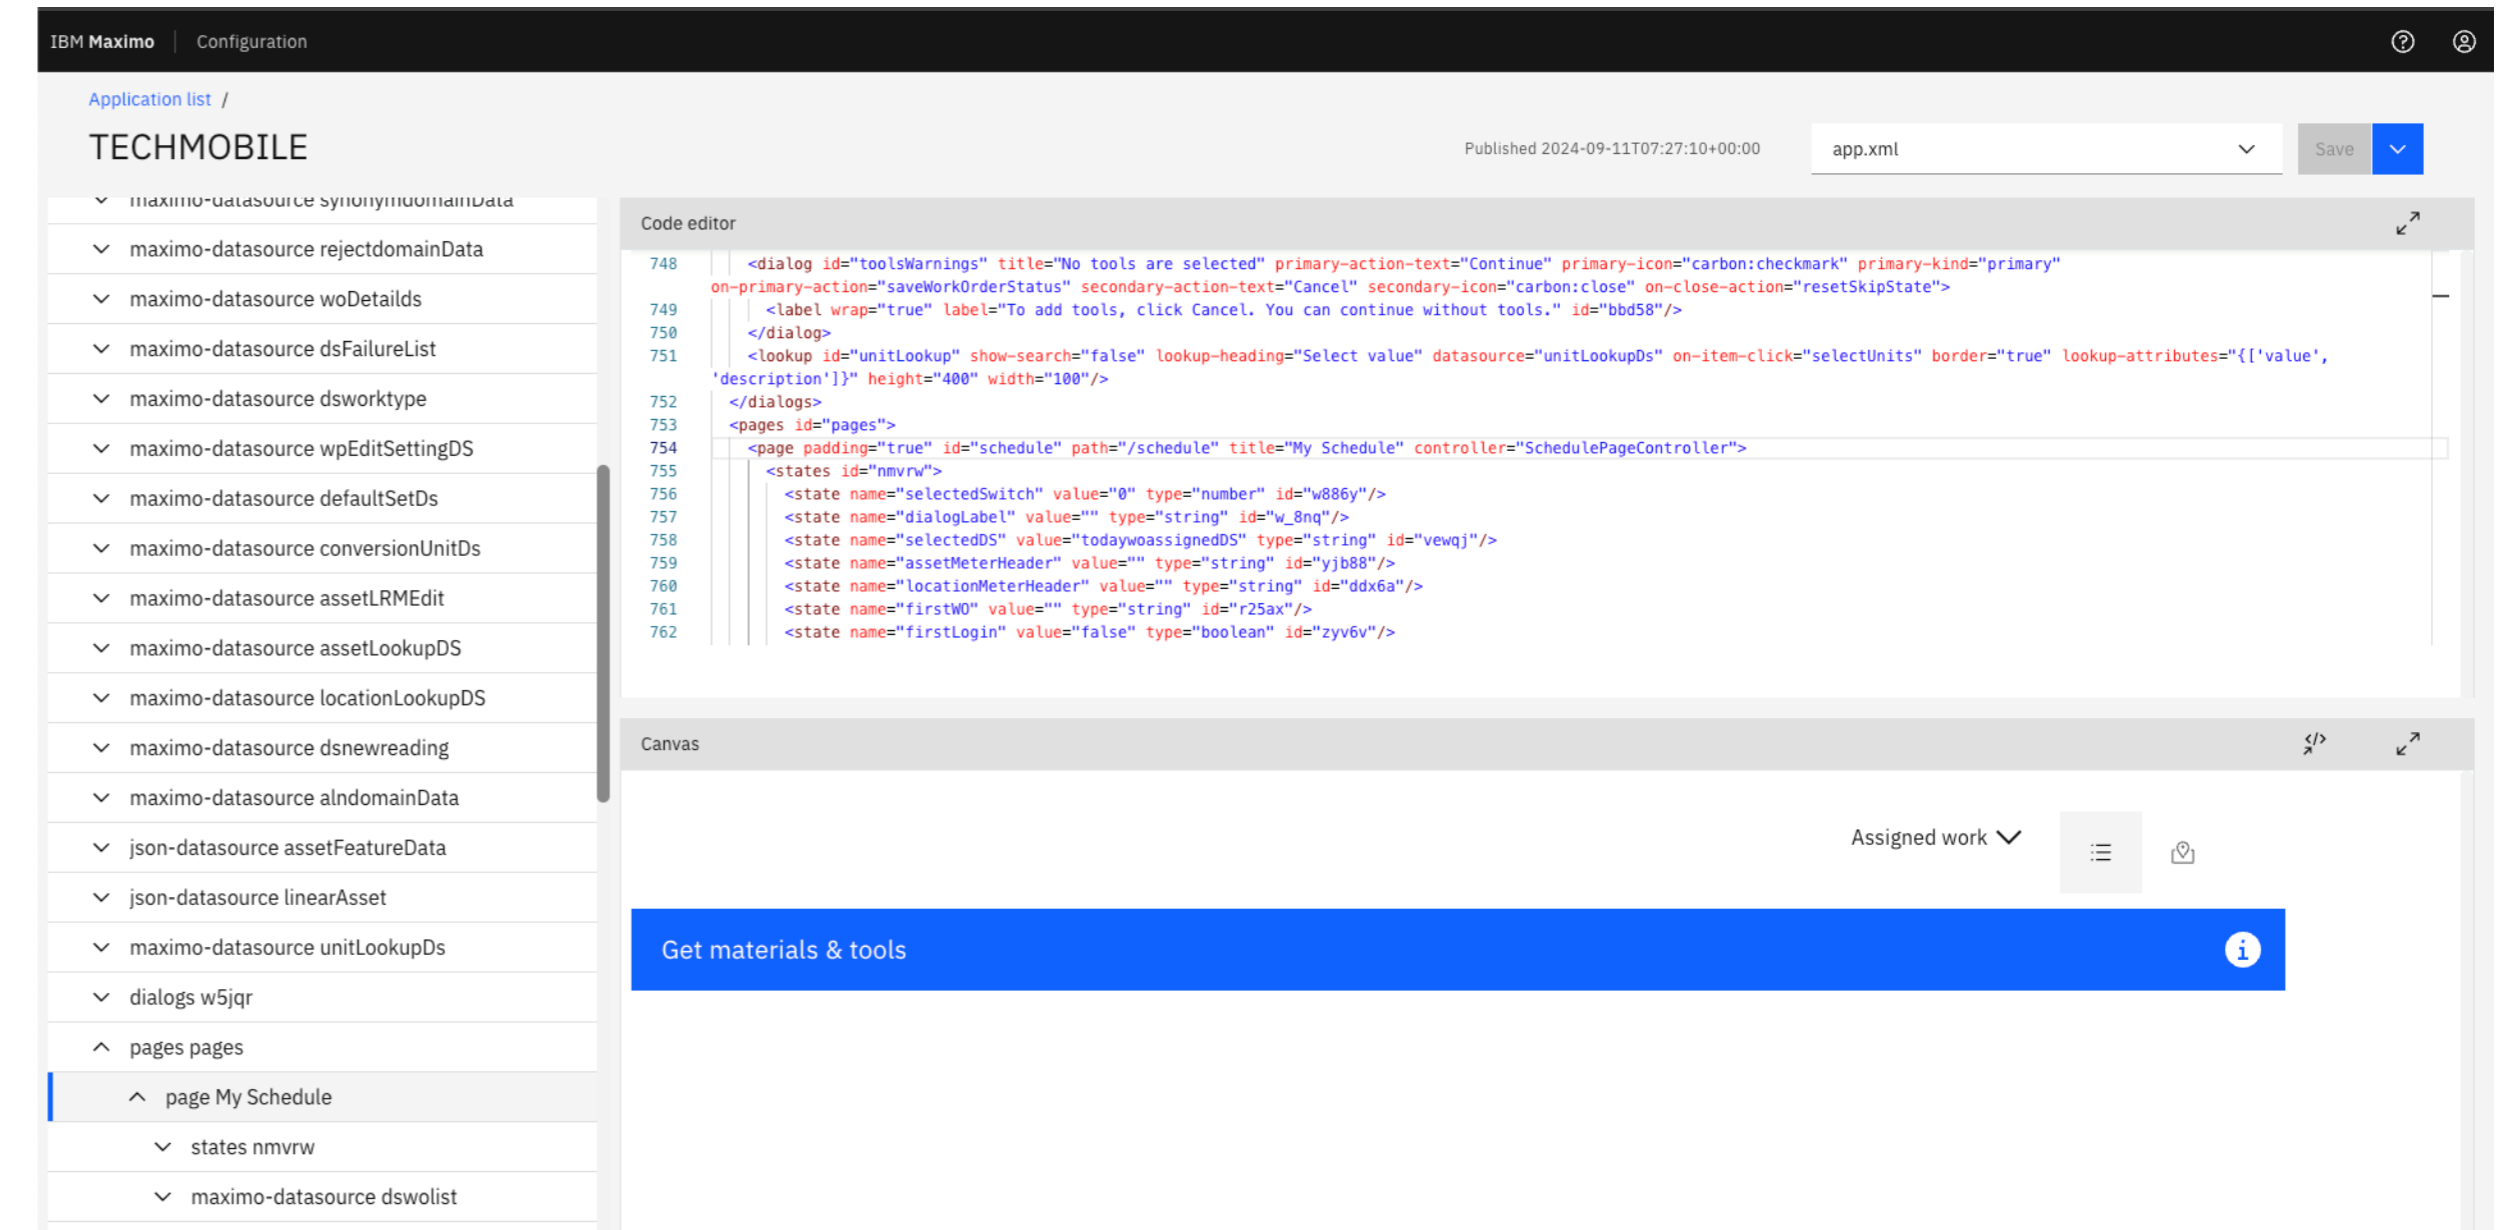 IBM Maximo | Configuration
Application list /
TECHMOBILE
Published 2024-09-11T07:27:10+00:00
app.xml
Save
maximo-datasource synonymdomainData
maximo-datasource rejectdomainData
maximo-datasource woDetailds
maximo-datasource dsFailureList
maximo-datasource dsworktype
maximo-datasource wpEditSettingDS
maximo-datasource defaultSetDs
maximo-datasource conversionUnitDs
maximo-datasource assetLRMEdit
maximo-datasource assetLookupDS
maximo-datasource locationLookupDS
maximo-datasource dsnewreading
maximo-datasource alndomainData
json-datasource assetFeatureData
json-datasource linearAsset
maximo-datasource unitLookupDs
dialogs w5jqr
pages pages
page My Schedule
states nmvrw
maximo-datasource dswolist
Code editor
748 <dialog id="toolsWarnings" title="No tools are selected" primary-action-text="Continue" primary-icon="carbon:checkmark" primary-kind="primary"
on-primary-action="saveWorkOrderStatus" secondary-action-text="Cancel" secondary-icon="carbon:close" on-close-action="resetSkipState">
749 <label wrap="true" label="To add tools, click Cancel. You can continue without tools." id="bbd58"/>
750 </dialog>
751 <lookup id="unitLookup" show-search="false" lookup-heading="Select value" datasource="unitLookupDs" on-item-click="selectUnits" border="true" lookup-attributes="{['value',
'description']}" height="400" width="100"/>
752 </dialogs>
753 <pages id="pages">
754 <page padding="true" id="schedule" path="/schedule" title="My Schedule" controller="SchedulePageController">
755 <states id="nmvrw">
756 <state name="selectedSwitch" value="0" type="number" id="w886y"/>
757 <state name="dialogLabel" value="" type="string" id="w_8nq"/>
758 <state name="selectedDS" value="todaywoassignedDS" type="string" id="vewqj"/>
759 <state name="assetMeterHeader" value="" type="string" id="yjb88"/>
760 <state name="locationMeterHeader" value="" type="string" id="ddx6a"/>
761 <state name="firstWO" value="" type="string" id="r25ax"/>
762 <state name="firstLogin" value="false" type="boolean" id="zyv6v"/>
Canvas
Assigned work
Get materials & tools